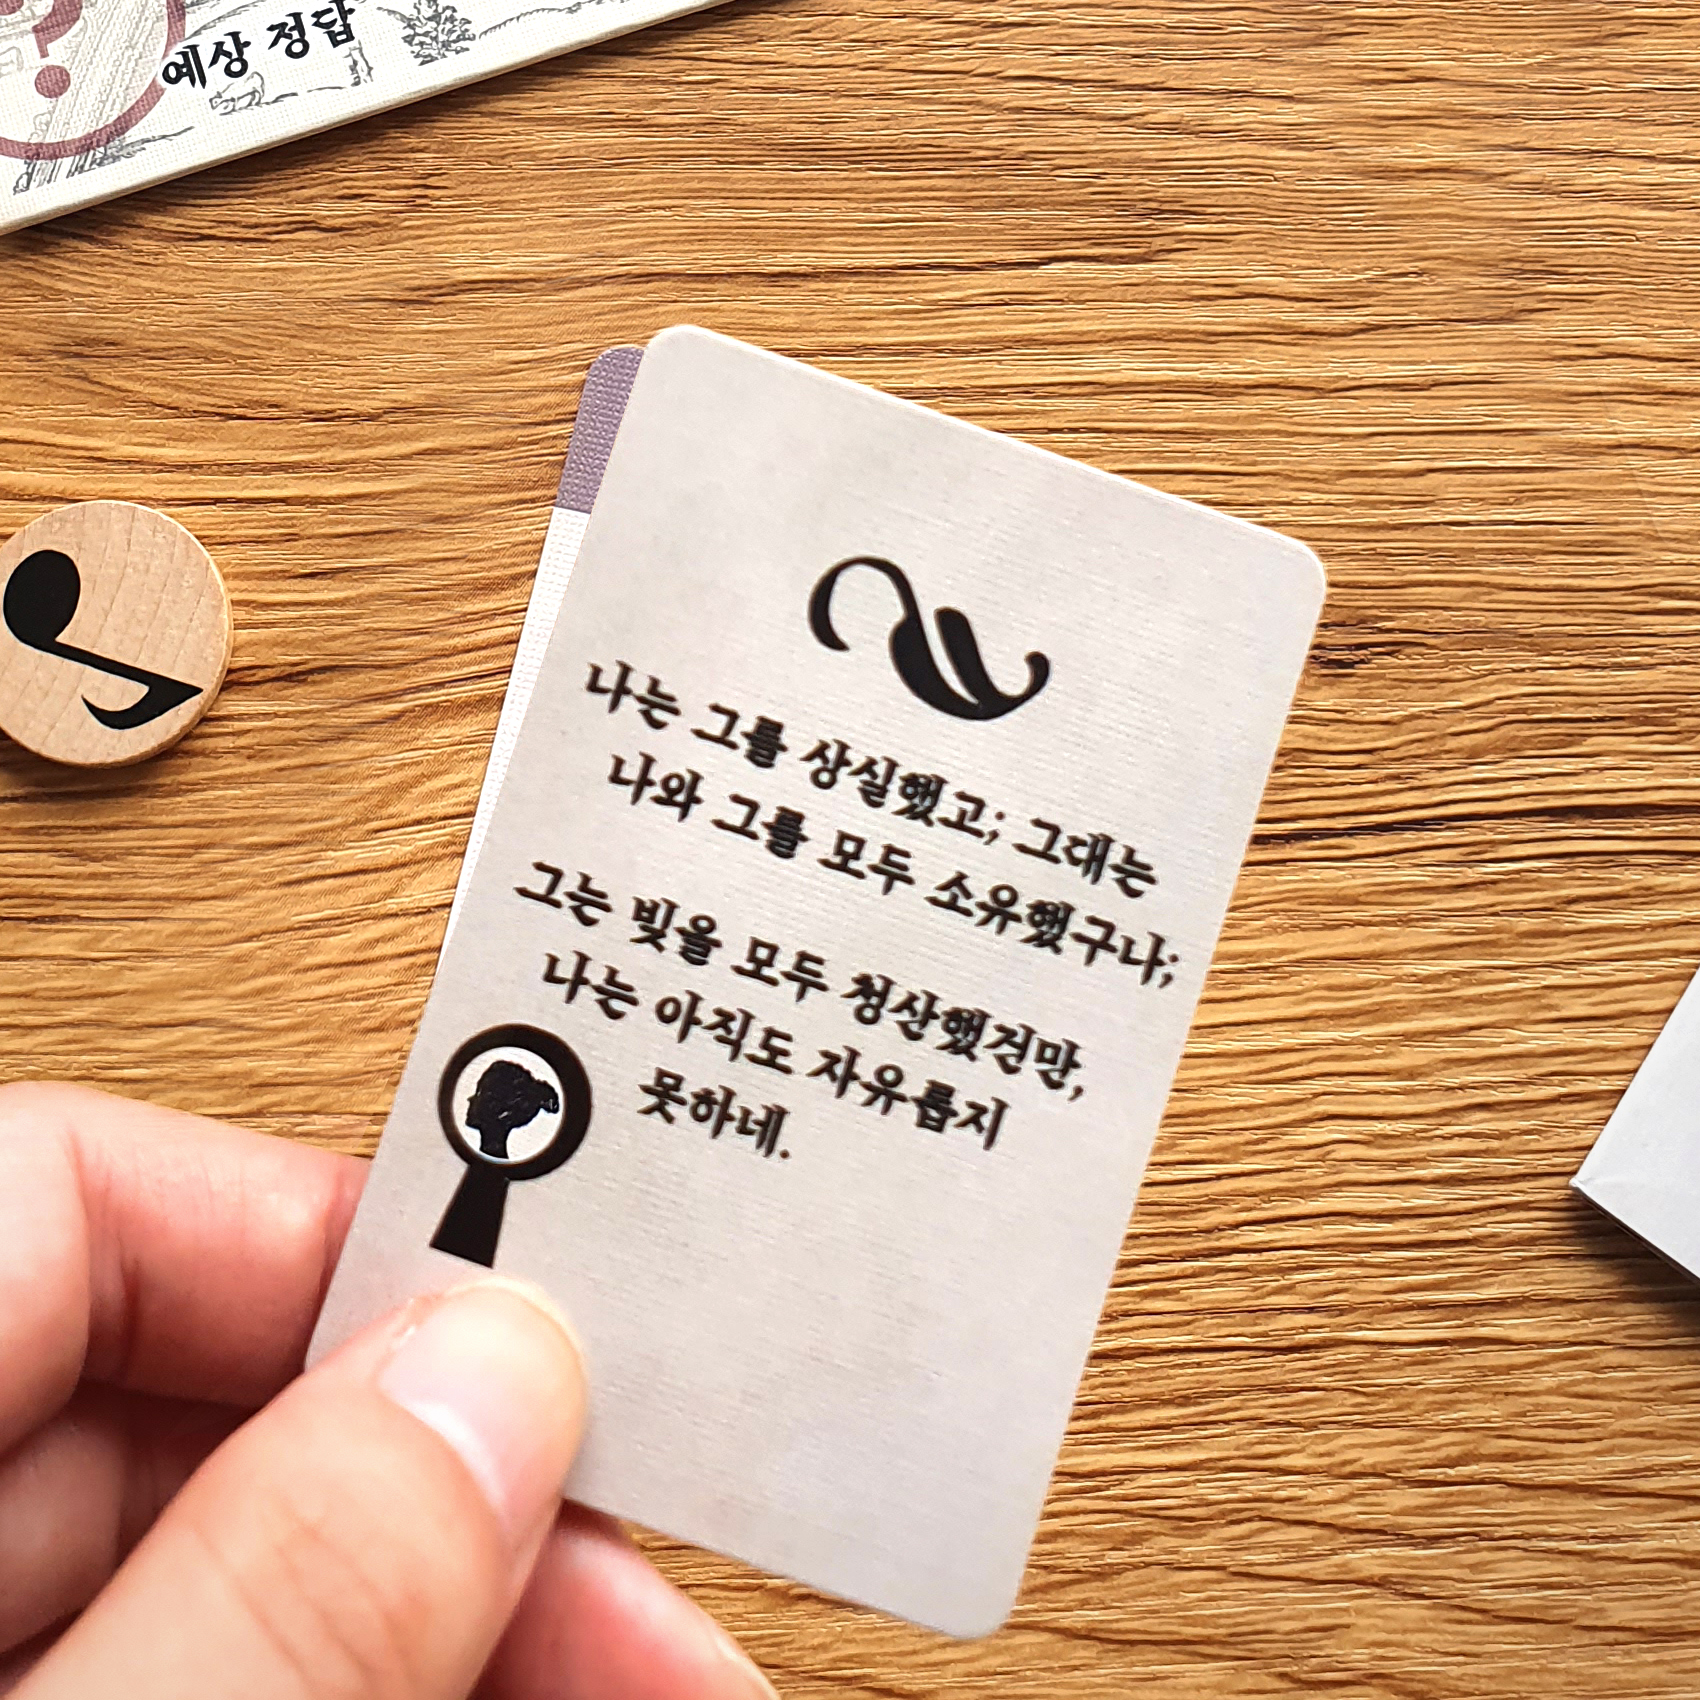 예상 정답
나는 그를 상실했고; 그대는
나와 그를 모두 소유했구나;
그는 빚을 모두 청산했건만,
나는 아직도 자유롭지
못하네.